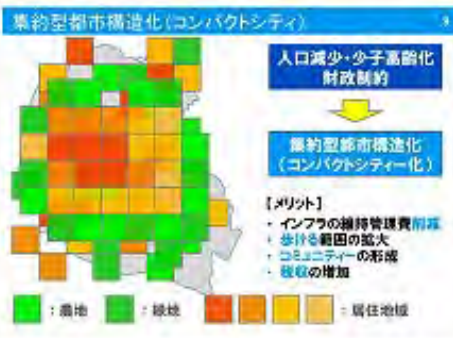 集約型都市構造化(コンパクトシティ)
人口減少・少子高齢化
財政制約
集約型都市構造化
(コンパクトシティー化)
【メリット】
・ インフラの維持管理費削減
・ 歩ける範囲の拡大
・ コミュニティーの形成
・ 税収の増加
:農地
:緑地
:居住地域